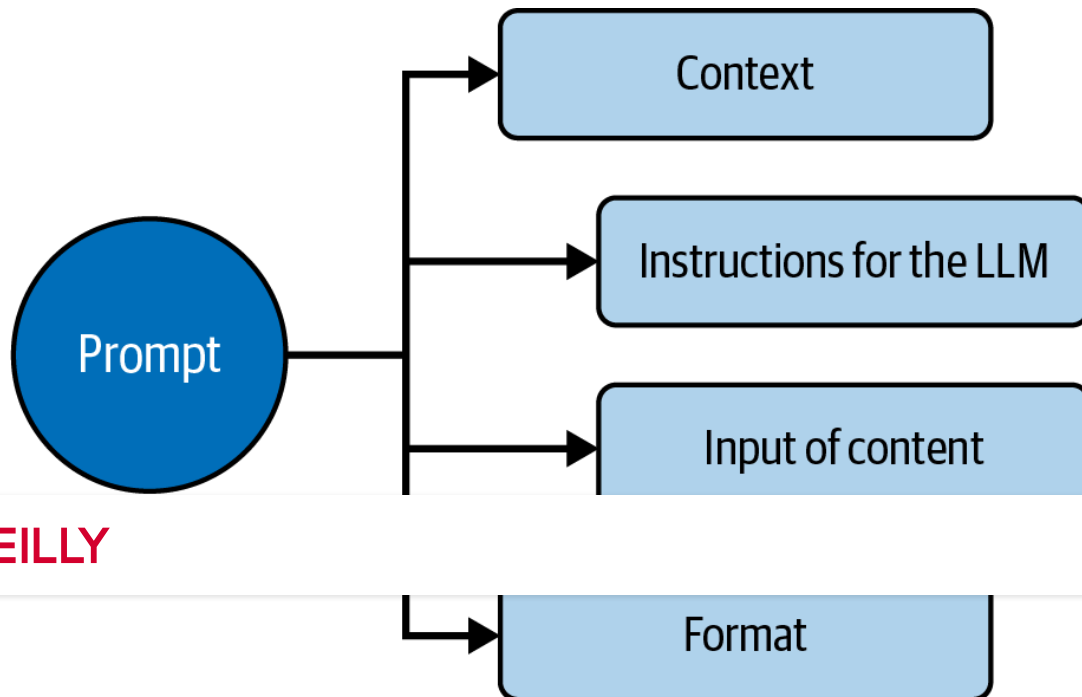 Context
Instructions for the LLM
Prompt
Input of content
EILLY
Format